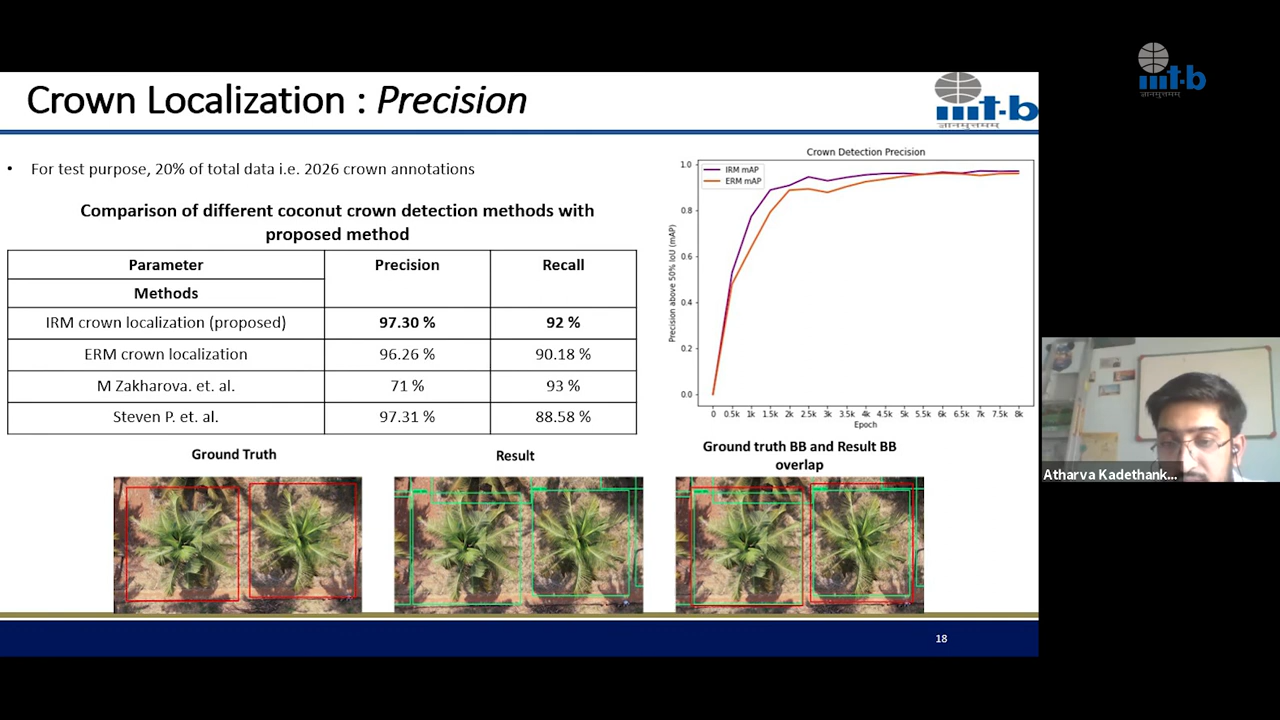 Crown Localization : Precision
iiit-b
ज्ञानमुत्तमम्
iiit-b
ज्ञानमुत्तमम्
• For test purpose, 20% of total data i.e. 2026 crown annotations
Comparison of different coconut crown detection methods with
proposed method
Parameter Precision Recall
Methods
IRM crown localization (proposed) 97.30 % 92 %
ERM crown localization 96.26 % 90.18 %
M Zakharova. et. al. 71 % 93 %
Steven P. et. al. 97.31 % 88.58 %
Crown Detection Precision
IRM mAP
ERM mAP
Precision above 50% IoU (mAP)
1.0
0.8
0.6
0.4
0.2
0.0
0 0.5k 1k 1.5k 2k 2.5k 3k 3.5k 4k 4.5k 5k 5.5k 6k 6.5k 7k 7.5k 8k
Epoch
Ground Truth
Result
Ground truth BB and Result BB
overlap
Atharva Kadethank...
18